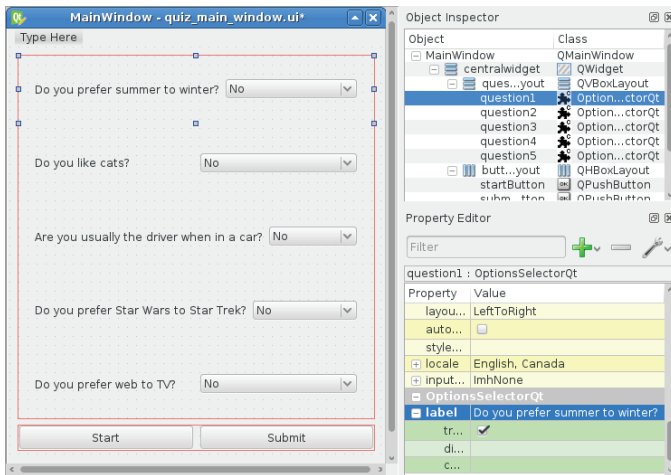 MainWindow - quiz_main_window.ui*
Type Here
Do you prefer summer to winter? No
Do you like cats? No
Are you usually the driver when in a car? No
Do you prefer Star Wars to Star Trek? No
Do you prefer web to TV? No
Start Submit
Object Inspector
Object Class
MainWindow QMainWindow
centralwidget QWidget
ques...yout QVBoxLayout
question1 Option...ctorQt
question2 Option...ctorQt
question3 Option...ctorQt
question4 Option...ctorQt
question5 Option...ctorQt
butt...yout QHBoxLayout
startButton QPushButton
subm...tton QPushButton
Property Editor
Filter
question1 : OptionsSelectorQt
Property Value
layou... LeftToRight
auto...
style...
locale English, Canada
input... ImhNone
OptionsSelectorQt
label Do you prefer summer to winter?
tr...
di...
c...